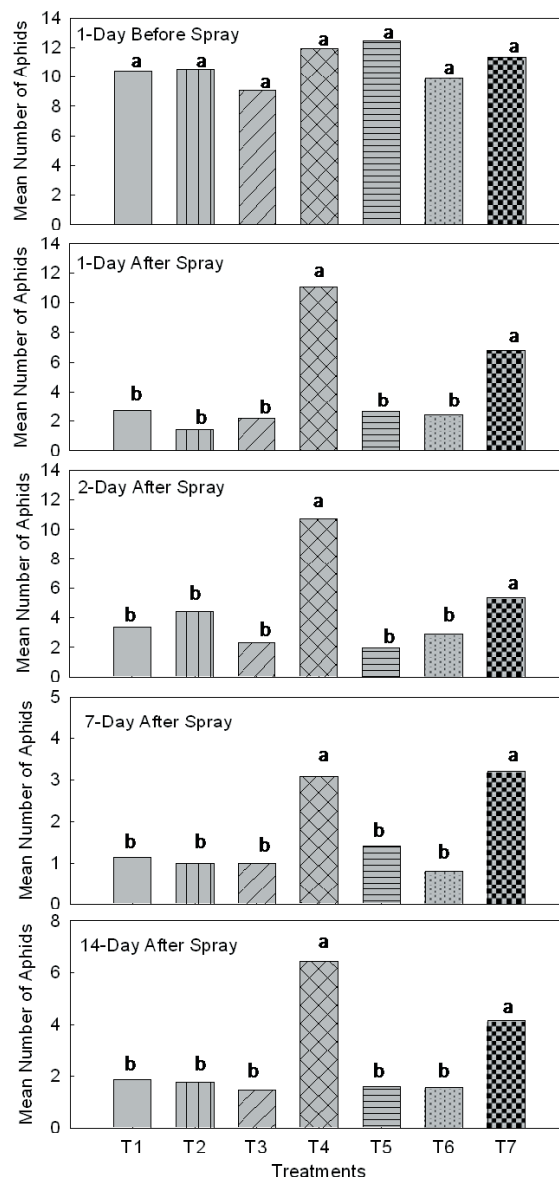 1-Day Before Spray
Mean Number of Aphids
14
12
10
8
6
4
2
0
a a a a a a a
1-Day After Spray
Mean Number of Aphids
14
12
10
8
6
4
2
0
b b b a b b a
2-Day After Spray
Mean Number of Aphids
14
12
10
8
6
4
2
0
b b b a b b a
7-Day After Spray
Mean Number of Aphids
5
4
3
2
1
0
b b b a b b a
14-Day After Spray
Mean Number of Aphids
8
6
4
2
0
b b b a b b a
T1 T2 T3 T4 T5 T6 T7
Treatments